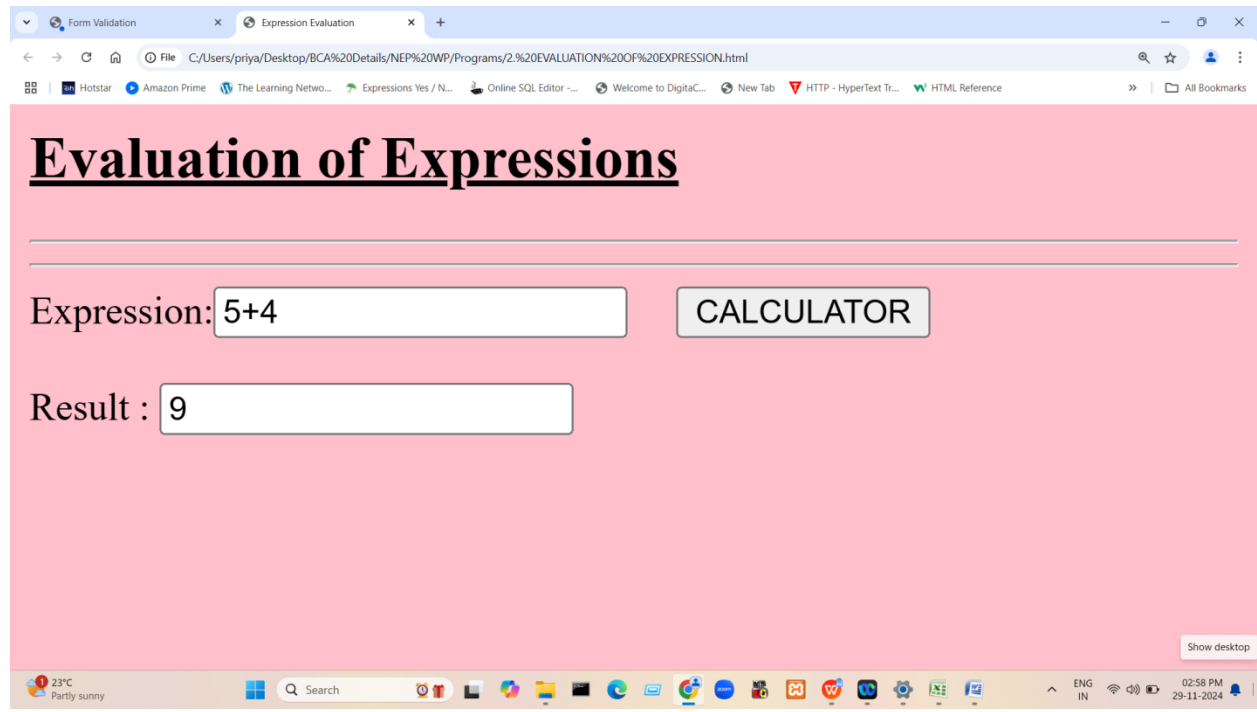 Form Validation
Expression Evaluation
File C:/Users/priya/Desktop/BCA%20Details/NEP%20WP/Programs/2.%20EVALUATION%20OF%20EXPRESSION.html
Hotstar Amazon Prime The Learning Netwo... Expressions Yes / N... Online SQL Editor -... Welcome to DigitaC... New Tab HTTP - HyperText Tr... HTML Reference » All Bookmarks
Evaluation of Expressions
Expression: 5+4 CALCULATOR
Result : 9
Show desktop
1 23°C
Partly sunny
Search
ENG
IN
02:58 PM
29-11-2024